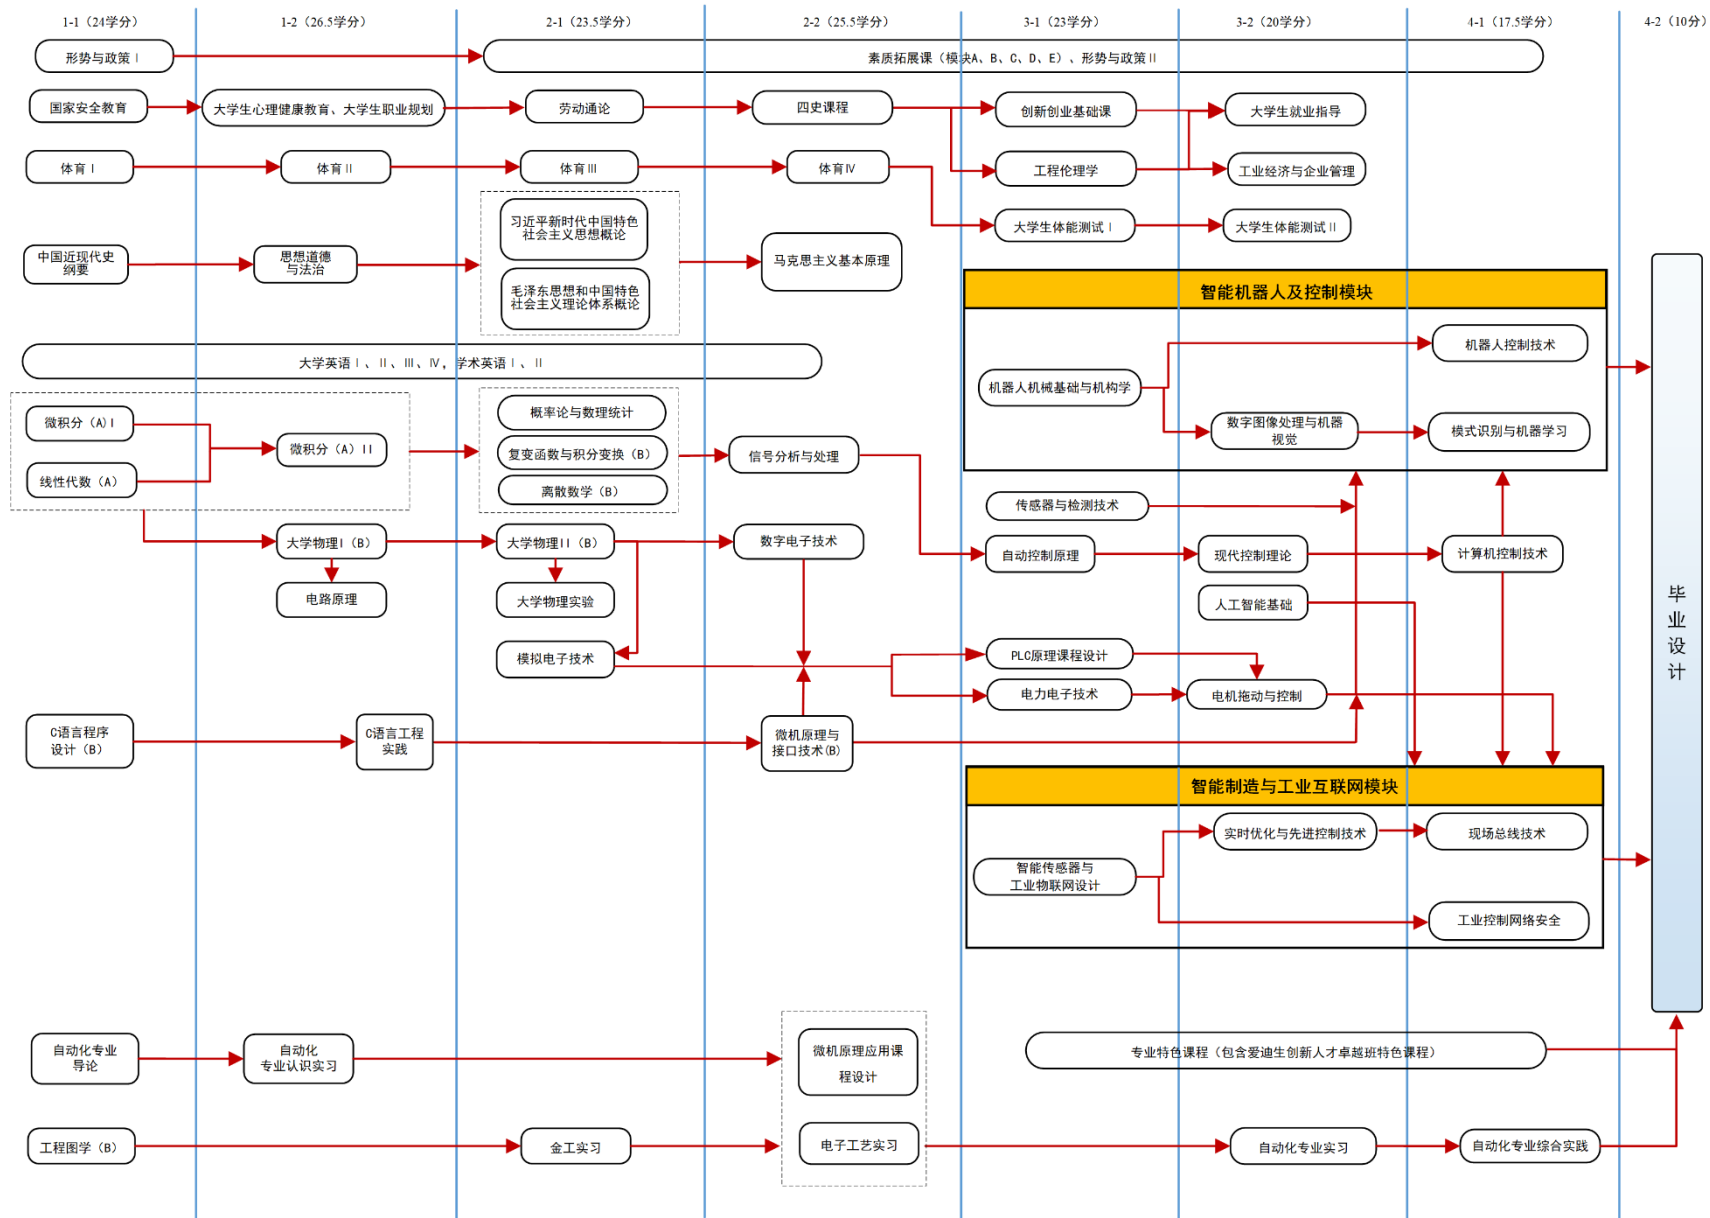 1-1（24学分）
1-2（26.5学分）
2-1（23.5学分）
2-2（25.5学分）
3-1（23学分）
3-2（20学分）
4-1（17.5学分）
4-2（10分）
形势与政策Ⅰ
素质拓展课（模块A、B、C、D、E）、形势与政策Ⅱ
国家安全教育
大学生心理健康教育、大学生职业规划
劳动通论
四史课程
创新创业基础课
大学生就业指导
体育Ⅰ
体育Ⅱ
体育Ⅲ
体育Ⅳ
工程伦理学
工业经济与企业管理
大学生体能测试Ⅰ
大学生体能测试Ⅱ
中国近现代史
纲要
思想道德
与法治
习近平新时代中国特色
社会主义思想概论
毛泽东思想和中国特色
社会主义理论体系概论
马克思主义基本原理
大学英语Ⅰ、Ⅱ、Ⅲ、Ⅳ，学术英语Ⅰ、Ⅱ
智能机器人及控制模块
机器人机械基础与机构学
机器人控制技术
数字图像处理与机器
视觉
模式识别与机器学习
微积分（A)I
线性代数（A）
微积分（A）II
概率论与数理统计
复变函数与积分变换（B）
离散数学（B）
信号分析与处理
传感器与检测技术
大学物理I（B）
大学物理II（B）
数字电子技术
自动控制原理
现代控制理论
计算机控制技术
电路原理
大学物理实验
人工智能基础
模拟电子技术
PLC原理课程设计
电力电子技术
电机拖动与控制
C语言程序
设计（B）
C语言工程
实践
微机原理与
接口技术(B)
智能制造与工业互联网模块
智能传感器与
工业物联网设计
实时优化与先进控制技术
现场总线技术
工业控制网络安全
毕
业
设
计
自动化专业
导论
自动化
专业认识实习
微机原理应用课
程设计
专业特色课程（包含爱迪生创新人才卓越班特色课程）
工程图学（B）
金工实习
电子工艺实习
自动化专业实习
自动化专业综合实践